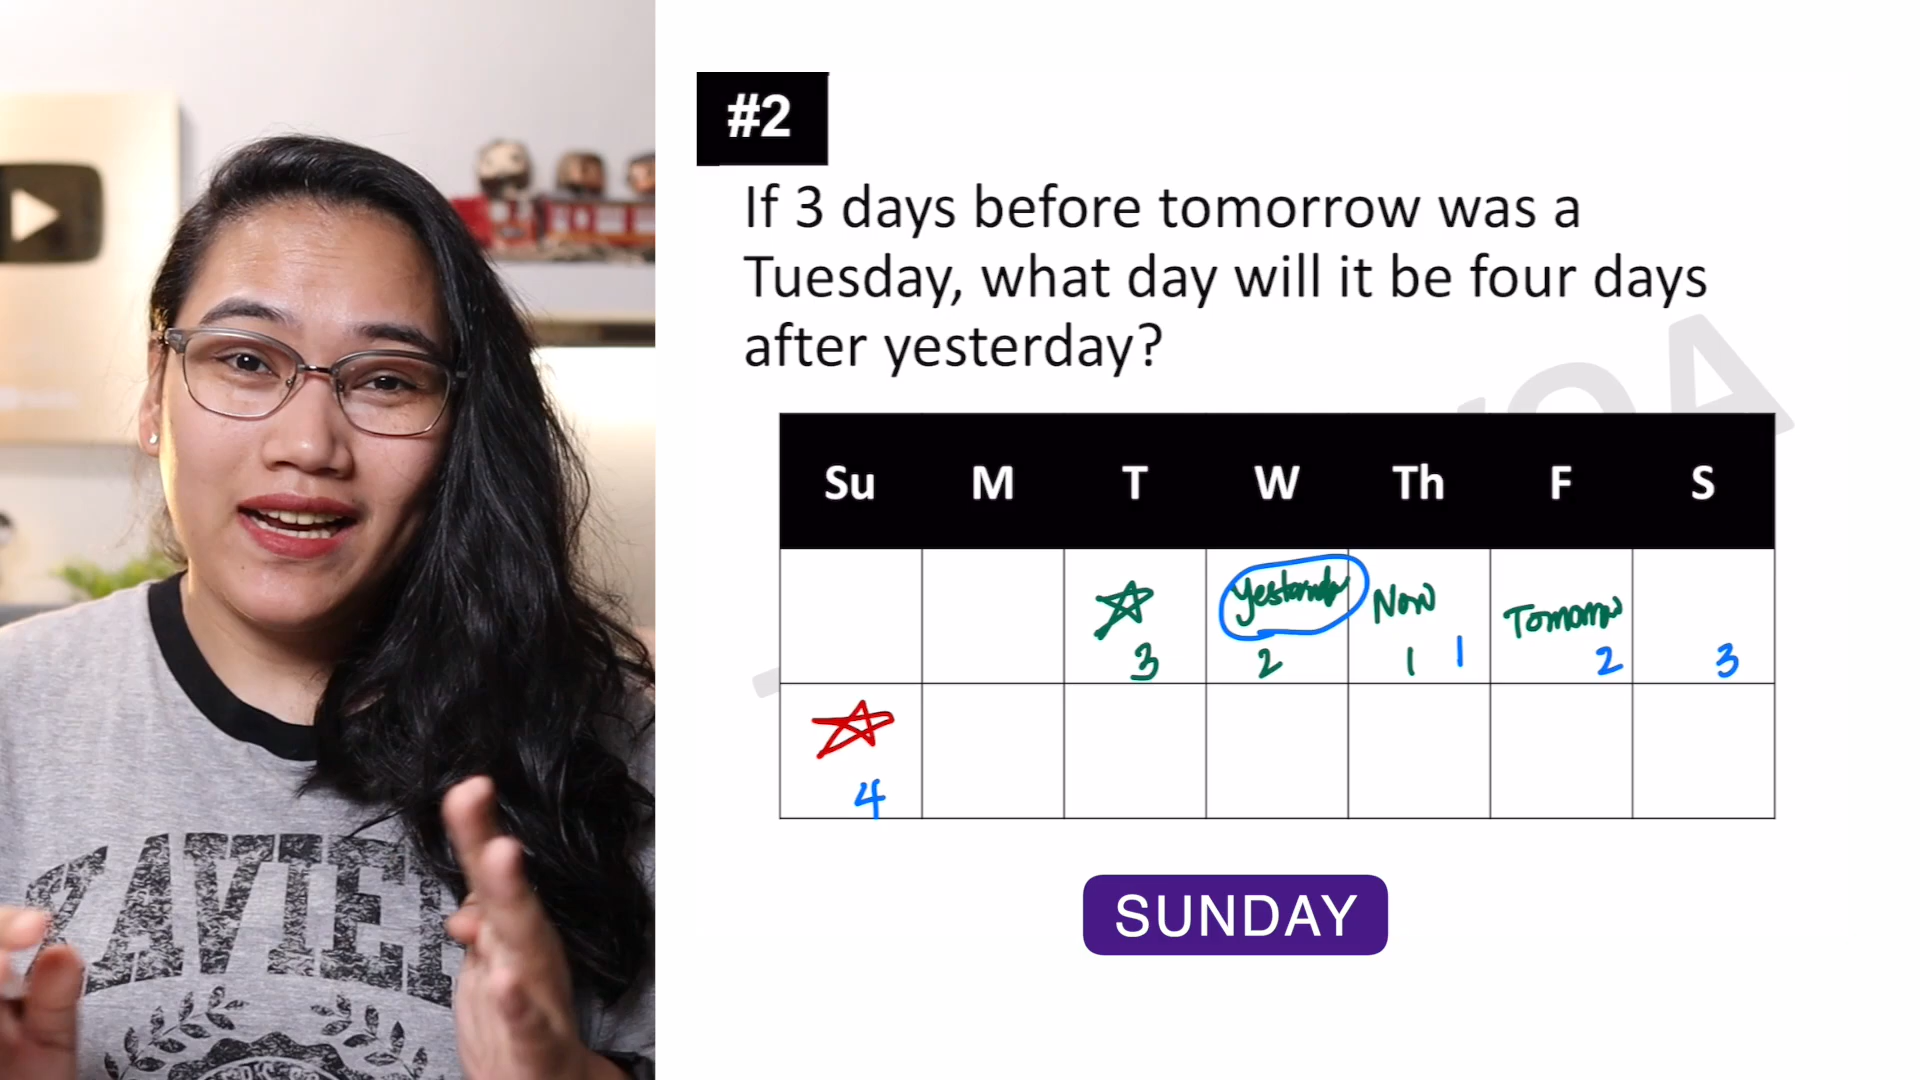 #2
If 3 days before tomorrow was a
Tuesday, what day will it be four days
after yesterday?
Su M T W Th F S
Yesterday Now Tomorrow
3 2 1 1 2 3
4
SUNDAY
XAVIER